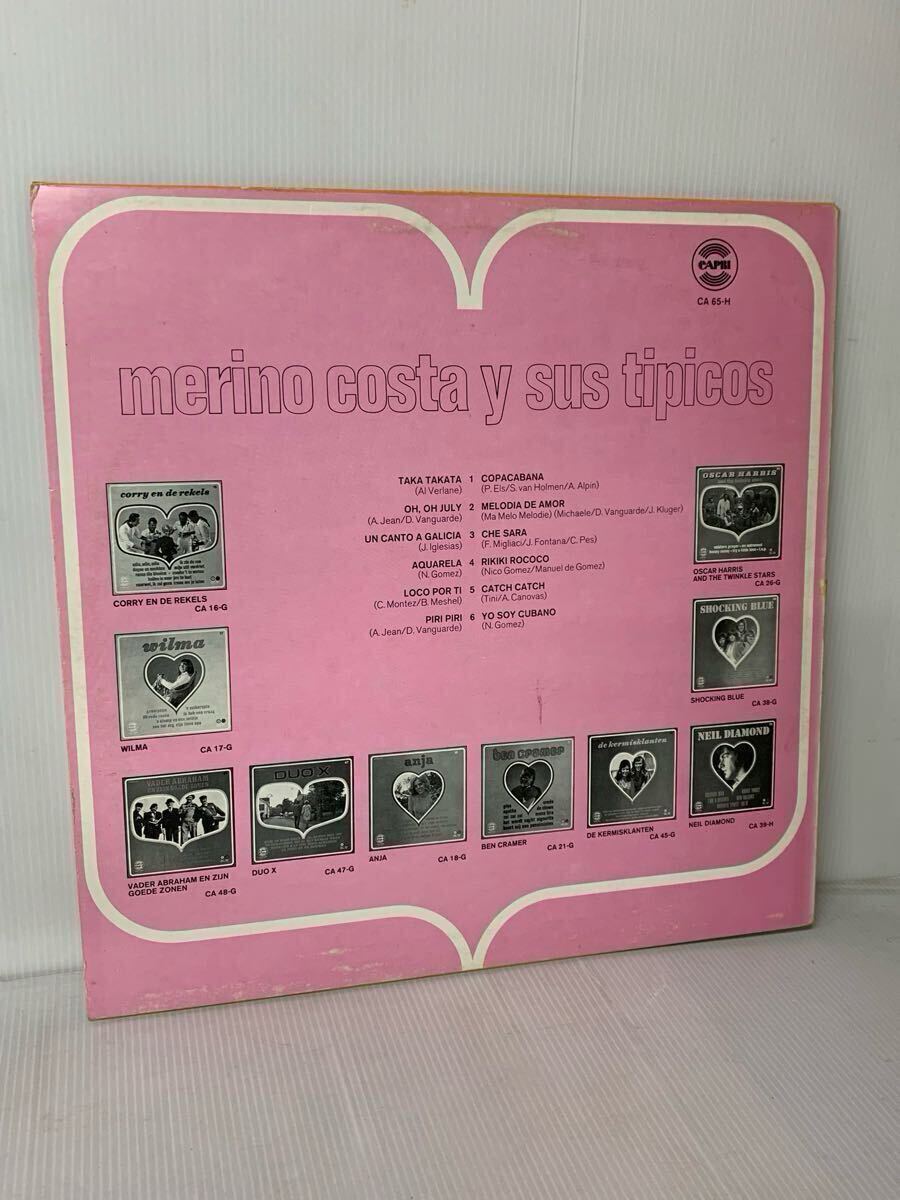 CAPRI
CA 65-H
merino costa y sus tipicos
TAKA TAKATA 1
(Al Verlane)
OH, OH JULY 2
(A. Jean/D. Vanguarde)
UN CANTO A GALICIA 3
(J. Iglesias)
AQUARELA 4
(N. Gomez)
LOCO POR TI 5
(C. Montez/B. Meshel)
PIRI PIRI 6
(A. Jean/D. Vanguarde)
COPACABANA
(P. Els/S. van Holmen/A. Alpin)
MELODIA DE AMOR
(Ma Melo Melodie) (Michaele/D. Vanguarde/J. Kluger)
CHE SARA
(F. Migliaci/J. Fontana/C. Pes)
RIKIKI ROCOCO
(Nico Gomez/Manuel de Gomez)
CATCH CATCH
(Tini/A. Canovas)
YO SOY CUBANO
(N. Gomez)
corry en de rekels
CORRY EN DE REKELS
CA 16-G
wilma
WILMA CA 17-G
VADER ABRAHAM
VADER ABRAHAM EN ZIJN
GOEDE ZONEN CA 48-G
DUO X
DUO X CA 47-G
anja
ANJA CA 18-G
ben cramer
BEN CRAMER CA 21-G
de kermisklanten
DE KERMISKLANTEN
CA 45-G
NEIL DIAMOND
NEIL DIAMOND CA 39-H
SHOCKING BLUE
SHOCKING BLUE CA 38-G
OSCAR HARRIS
OSCAR HARRIS
AND THE TWINKLE STARS
CA 26-G